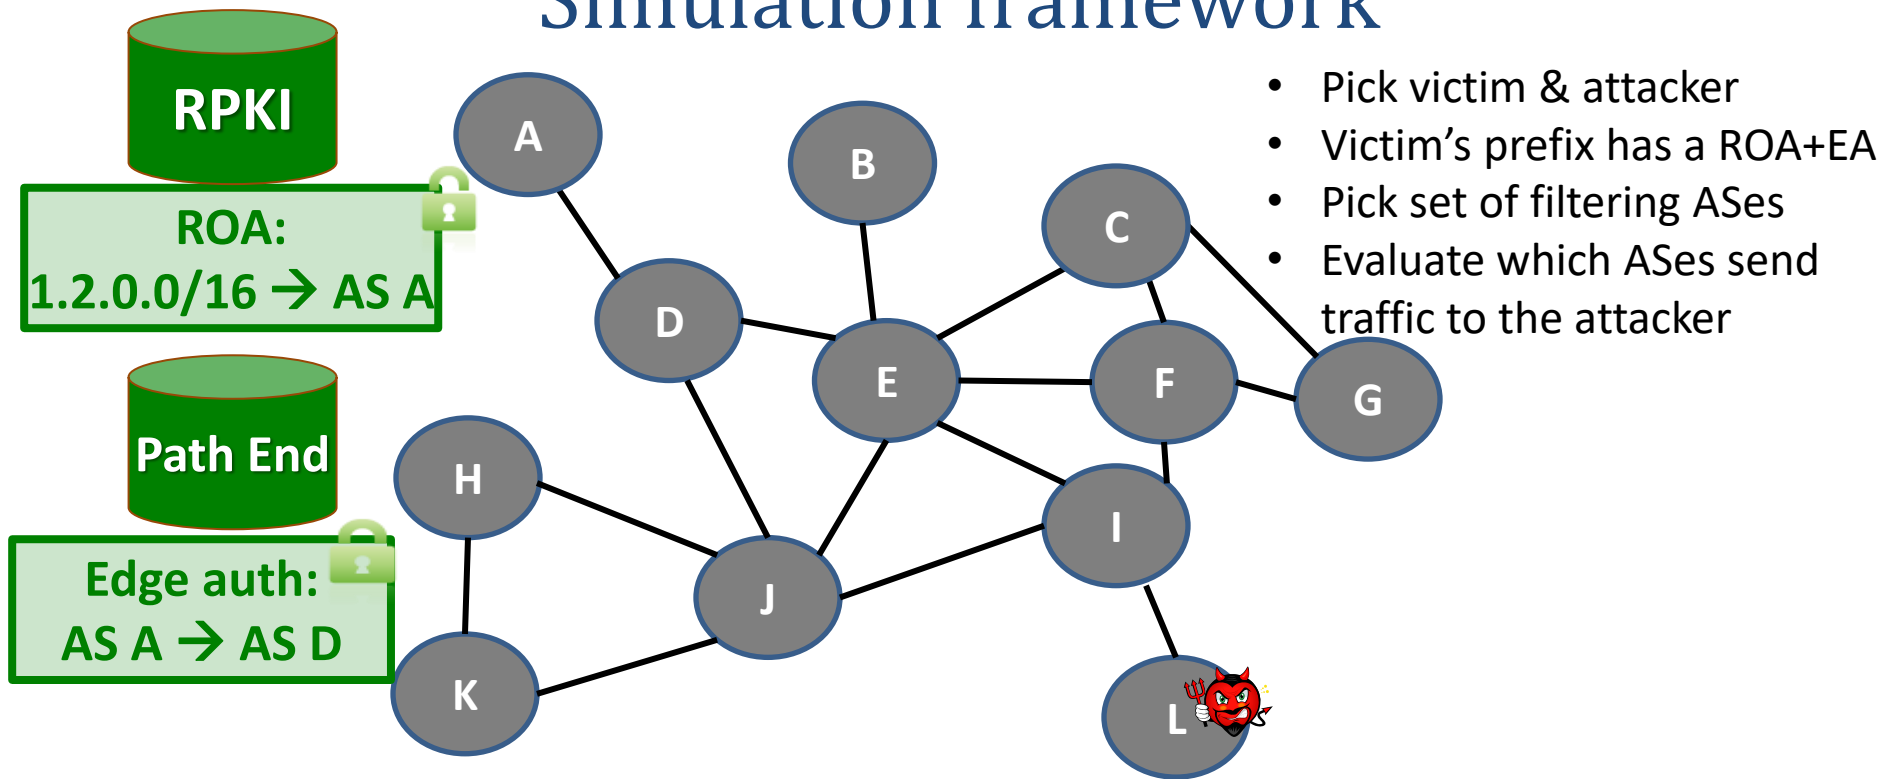 Simulation framework
RPKI
ROA:
1.2.0.0/16 → AS A
Path End
Edge auth:
AS A → AS D
A
B
C
D
E
F
G
H
I
J
K
L
• Pick victim & attacker
• Victim’s prefix has a ROA+EA
• Pick set of filtering ASes
• Evaluate which ASes send
traffic to the attacker